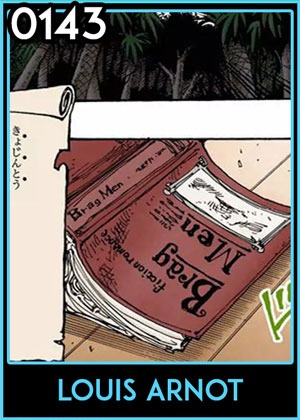 0143
きょじんとう
Brag Men
Brag
Men
fiction romance
LOUIS ARNOT